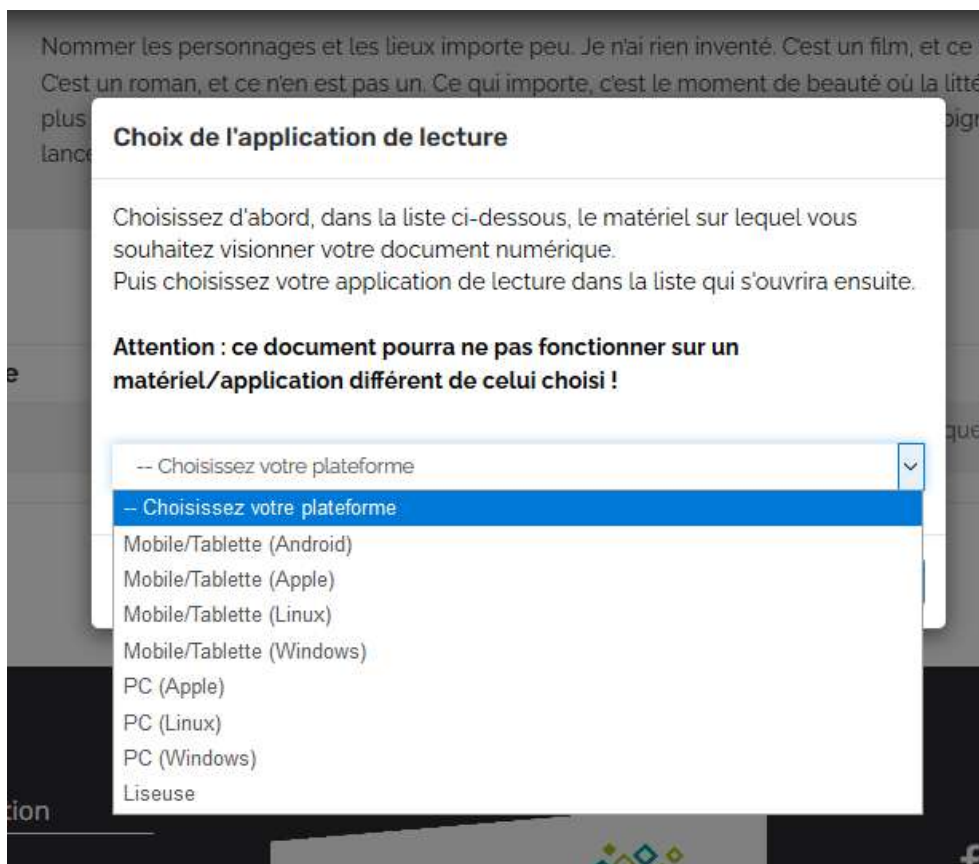 Nommer les personnages et les lieux importe peu. Je n'ai rien inventé. C'est un film, et ce
C'est un roman, et ce n'en est pas un. Ce qui importe, c'est le moment de beauté où la litté
plus
lance
Choix de l'application de lecture
Choisissez d'abord, dans la liste ci-dessous, le matériel sur lequel vous
souhaitez visionner votre document numérique.
Puis choisissez votre application de lecture dans la liste qui s'ouvrira ensuite.
Attention : ce document pourra ne pas fonctionner sur un
matériel/application différent de celui choisi !
e
que
-- Choisissez votre plateforme
-- Choisissez votre plateforme
Mobile/Tablette (Android)
Mobile/Tablette (Apple)
Mobile/Tablette (Linux)
Mobile/Tablette (Windows)
PC (Apple)
PC (Linux)
PC (Windows)
Liseuse
tion